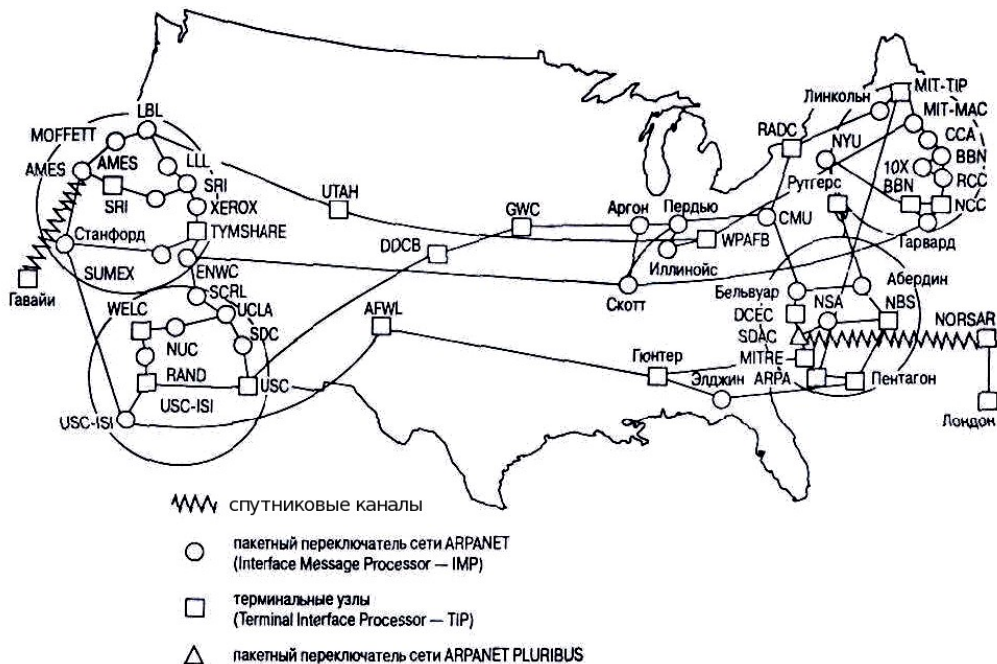 MIT-TIP
Линкольн
MIT-MAC
LBL
MOFFETT
RADC
NYU
CCA
AMES
AMES
LLL
BBN
10X
BBN
RCC
SRI
SRI
UTAH
Рутгерс
XEROX
GWC
Аргон
Пердью
NCC
CMU
Станфорд
TYMSHARE
WPAFB
Гарвард
DOCB
Иллинойс
SUMEX
ENWC
Абердин
Гавайи
Скотт
Бельвуар
SCRL
NSA
NBS
WELC
UCLA
AFWL
DCEC
NORSAR
SDC
SDAC
NUC
Гюнтер
MITRE
RAND
USC
Элджин
ARPA
Пентагон
USC-ISI
USC-ISI
Лондон
спутниковые каналы
пакетный переключатель сети ARPANET
(Interface Message Processor — IMP)
терминальные узлы
(Terminal Interface Processor — TIP)
пакетный переключатель сети ARPANET PLURIBUS